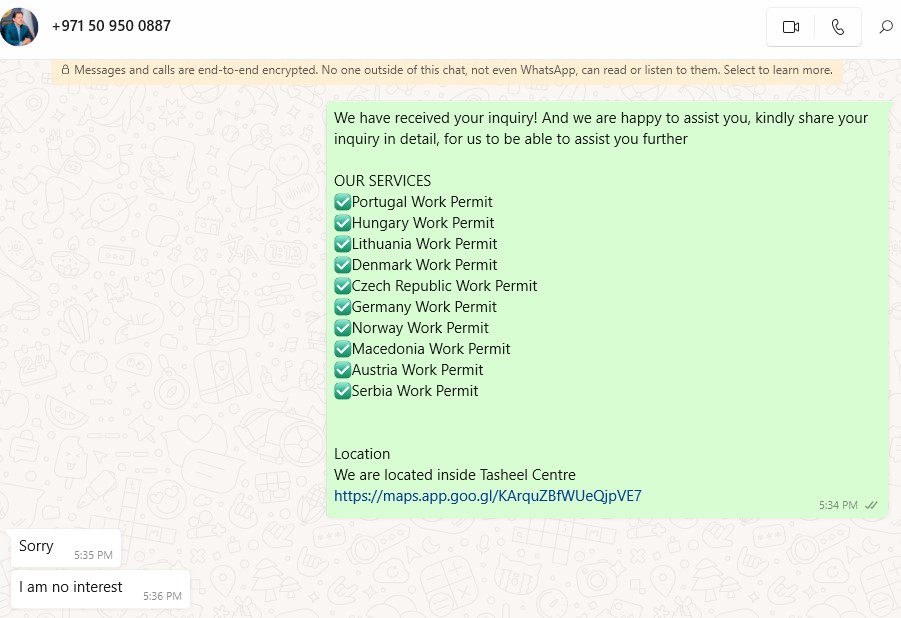 +971 50 950 0887
Messages and calls are end-to-end encrypted. No one outside of this chat, not even WhatsApp, can read or listen to them. Select to learn more.
We have received your inquiry! And we are happy to assist you, kindly share your
inquiry in detail, for us to be able to assist you further
OUR SERVICES
✅Portugal Work Permit
✅Hungary Work Permit
✅Lithuania Work Permit
✅Denmark Work Permit
✅Czech Republic Work Permit
✅Germany Work Permit
✅Norway Work Permit
✅Macedonia Work Permit
✅Austria Work Permit
✅Serbia Work Permit
Location
We are located inside Tasheel Centre
https://maps.app.goo.gl/KArquZBfWUeQjpVE7
5:34 PM
Sorry
5:35 PM
I am no interest
5:36 PM